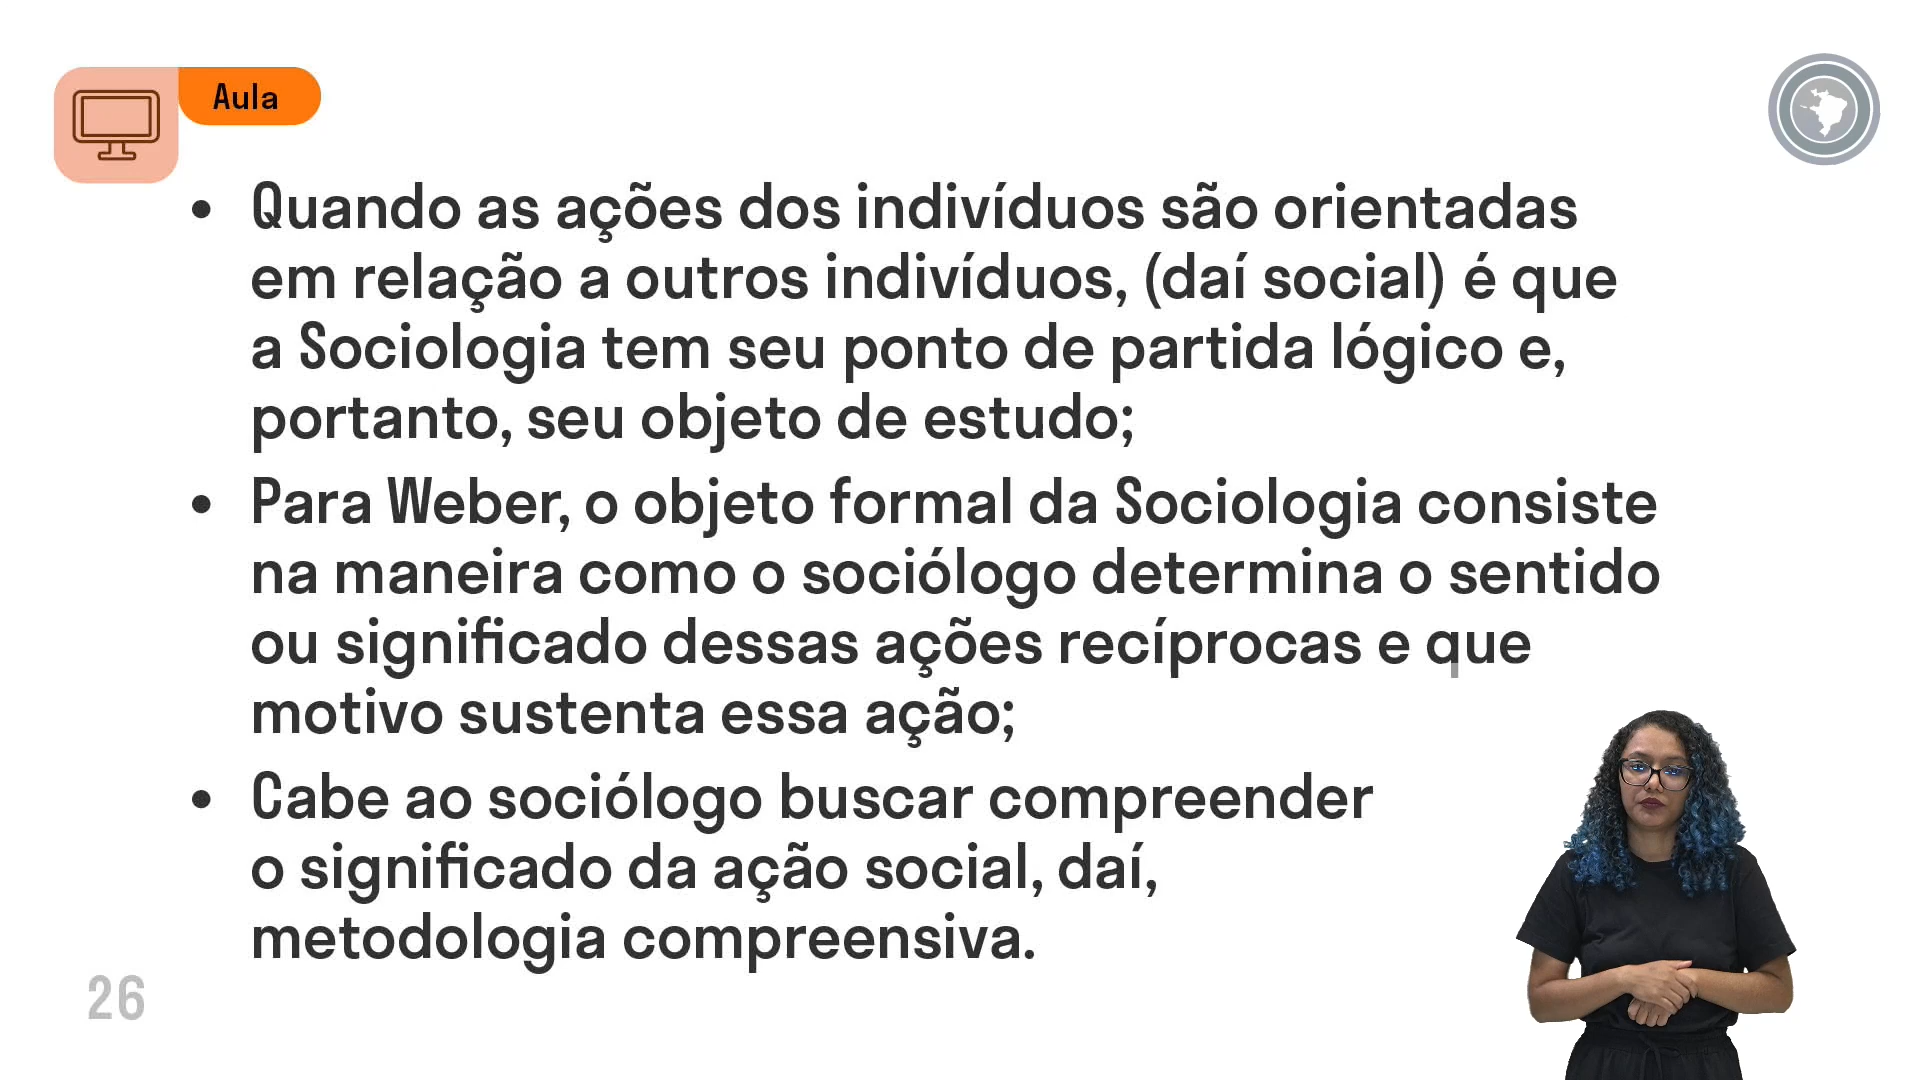 Aula
• Quando as ações dos indivíduos são orientadas
em relação a outros indivíduos, (daí social) é que
a Sociologia tem seu ponto de partida lógico e,
portanto, seu objeto de estudo;
• Para Weber, o objeto formal da Sociologia consiste
na maneira como o sociólogo determina o sentido
ou significado dessas ações recíprocas e que
motivo sustenta essa ação;
• Cabe ao sociólogo buscar compreender
o significado da ação social, daí,
metodologia compreensiva.
26